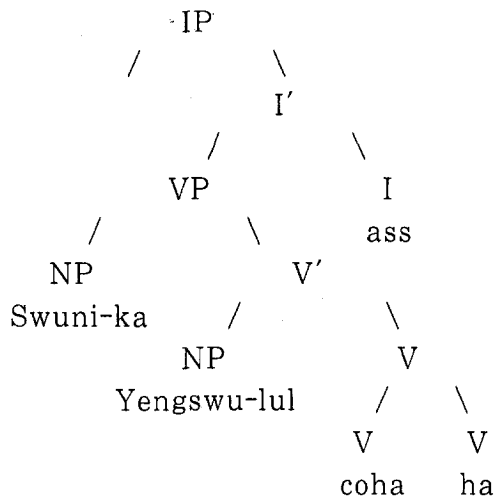 IP
I′
VP I
ass
NP V′
Swuni-ka
NP V
Yengswu-lul
V V
coha ha